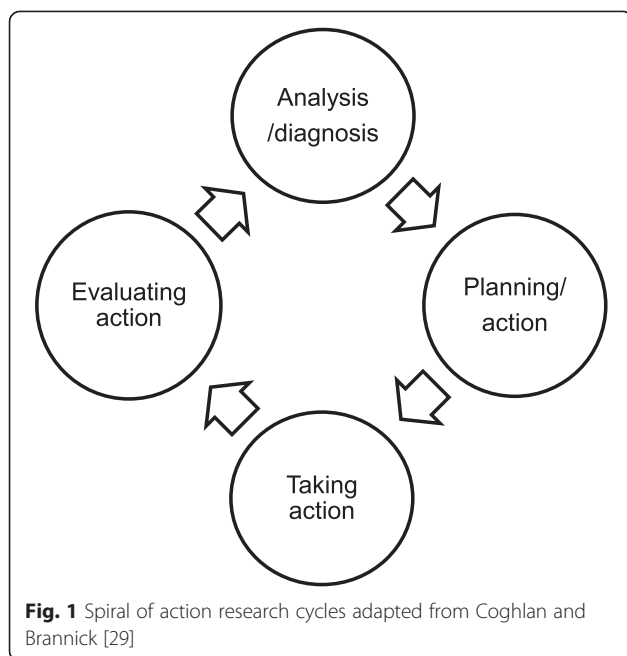 Analysis
/diagnosis
Planning/
action
Taking
action
Evaluating
action
Fig. 1 Spiral of action research cycles adapted from Coghlan and
Brannick [29]